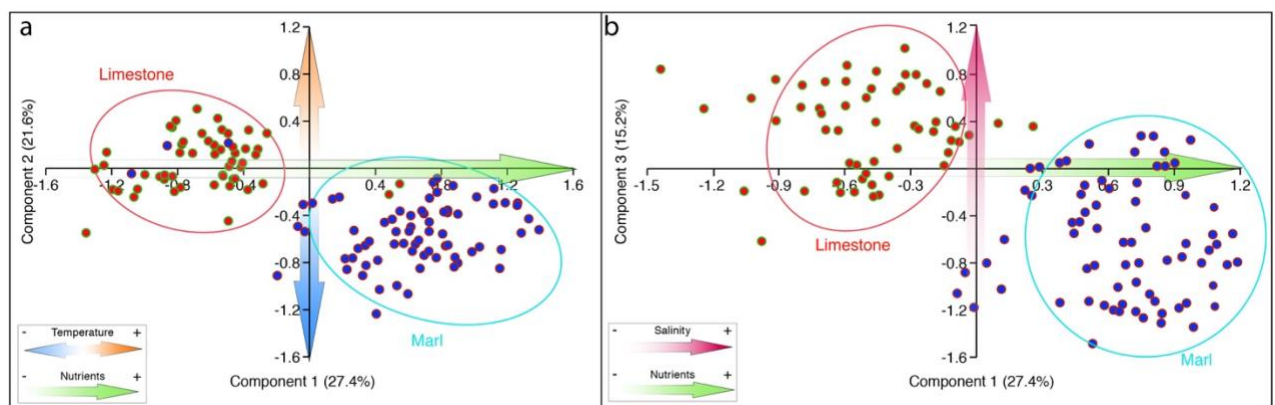 a
1.2
0.8
0.4
-0.4
-0.8
-1.2
-1.6
-1.6
-1.2
-0.8
-0.4
0.4
0.8
1.2
1.6
Limestone
Marl
Component 2 (21.6%)
Component 1 (27.4%)
- Temperature +
- Nutrients +
b
1.2
0.8
0.4
-0.4
-0.8
-1.2
-1.6
-1.5
-1.2
-0.9
-0.6
-0.3
0.3
0.6
0.9
1.2
Limestone
Marl
Component 3 (15.2%)
Component 1 (27.4%)
- Salinity +
- Nutrients +